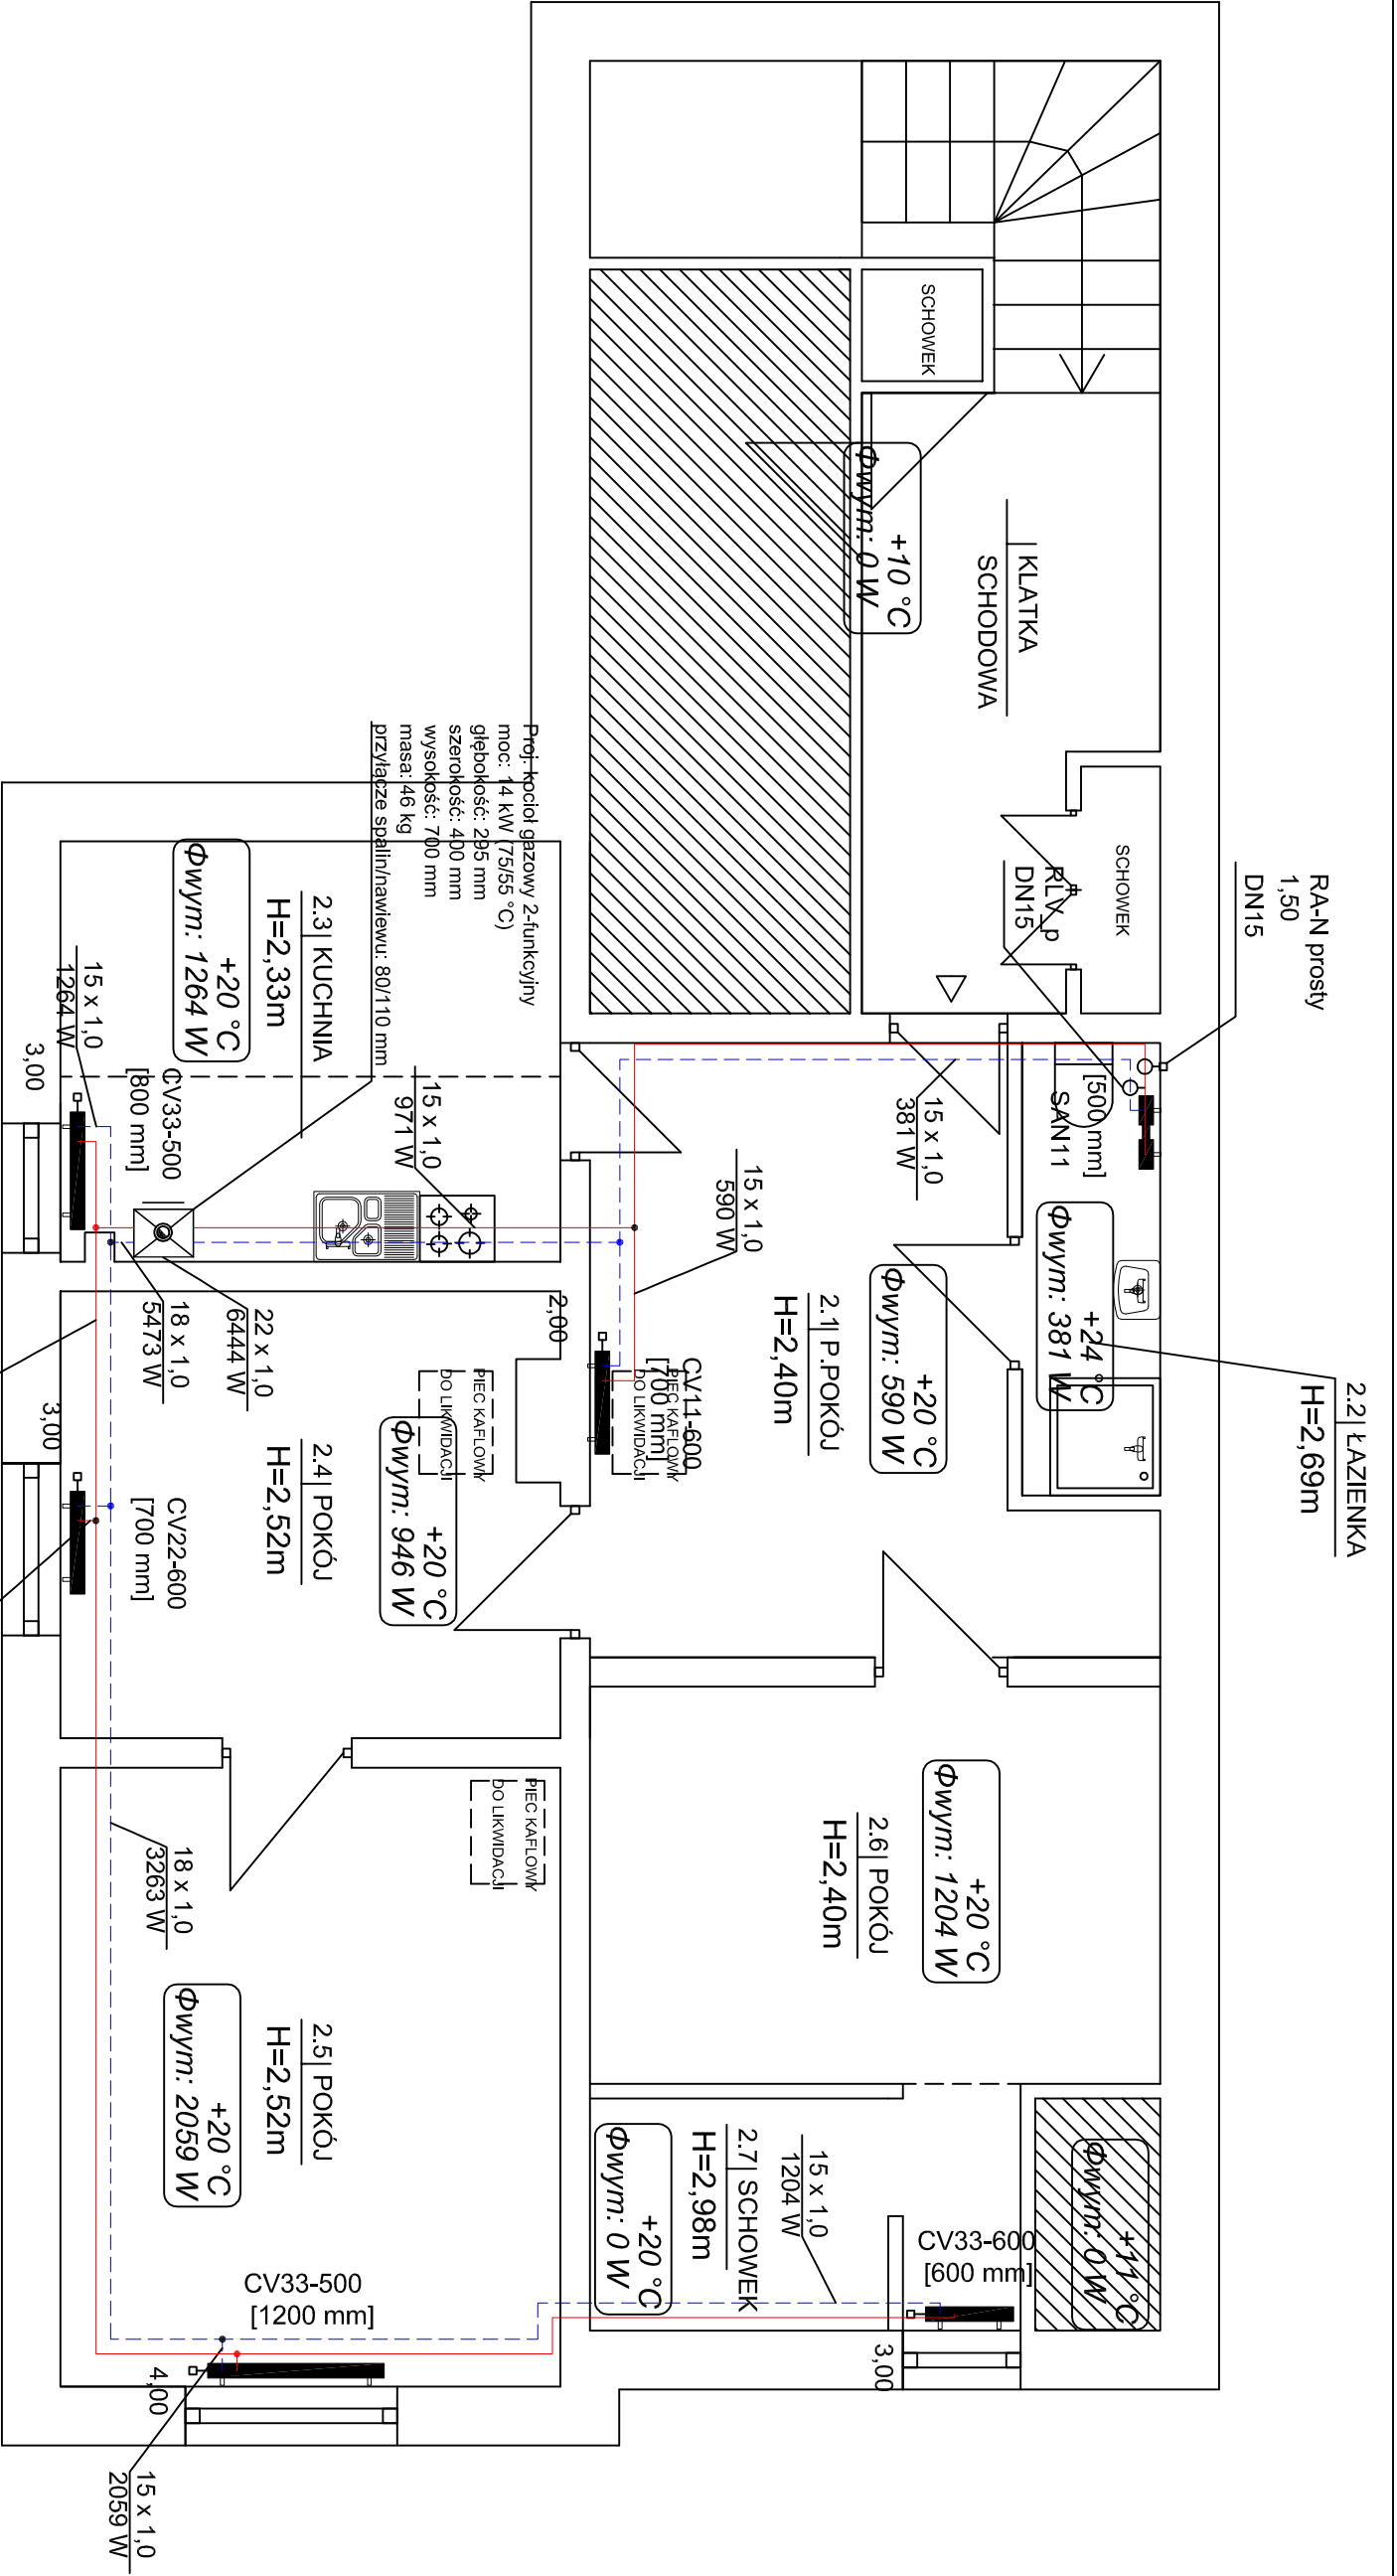 RA-N prosty
1,50
DN15
2.2| ŁAZIENKA
H=2,69m
SCHOWEK
KLATKA
SCHODOWA
+10 °C
Φwym: 0 W
SCHOWEK
RLV_p
DN15
[500 mm]
SAN11
+24 °C
Φwym: 381 W
15 x 1,0
381 W
+20 °C
Φwym: 590 W
2.1| P.POKÓJ
H=2,40m
15 x 1,0
590 W
CV11-600
[700 mm]
PIEC KAFLOWY
DO LIKWIDACJI
2,00
Proj. kocioł gazowy 2-funkcyjny
moc: 14 kW (75/55 °C)
głębokość: 295 mm
szerokość: 400 mm
wysokość: 700 mm
masa: 46 kg
przyłącze spalin/nawiewu: 80/110 mm
2.3| KUCHNIA
H=2,33m
+20 °C
Φwym: 1264 W
15 x 1,0
1264 W
3,00
CV33-500
[800 mm]
15 x 1,0
971 W
22 x 1,0
6444 W
18 x 1,0
5473 W
PIEC KAFLOWY
DO LIKWIDACJI
+20 °C
Φwym: 946 W
2.4| POKÓJ
H=2,52m
CV22-600
[700 mm]
3,00
PIEC KAFLOWY
DO LIKWIDACJI
18 x 1,0
3263 W
2.5| POKÓJ
H=2,52m
+20 °C
Φwym: 2059 W
CV33-500
[1200 mm]
4,00
15 x 1,0
2059 W
+20 °C
Φwym: 1204 W
2.6| POKÓJ
H=2,40m
15 x 1,0
1204 W
2.7| SCHOWEK
H=2,98m
+20 °C
Φwym: 0 W
CV33-600
[600 mm]
3,00
+11 °C
Φwym: 0 W